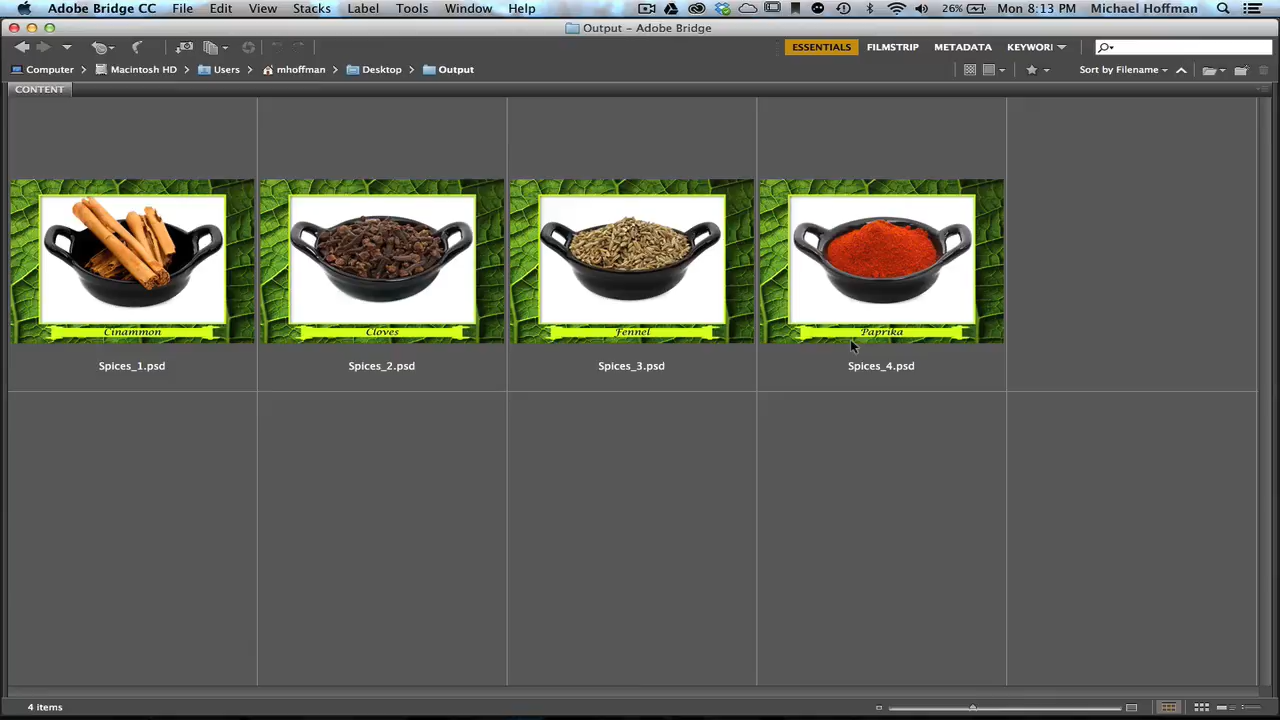 Adobe Bridge CC File Edit View Stacks Label Tools Window Help 26% Mon 8:13 PM Michael Hoffman
Output – Adobe Bridge
ESSENTIALS FILMSTRIP METADATA KEYWOR
Computer Macintosh HD Users mhoffman Desktop Output Sort by Filename
CONTENT
Cinammon Cloves Fennel Paprika
Spices_1.psd Spices_2.psd Spices_3.psd Spices_4.psd
4 items